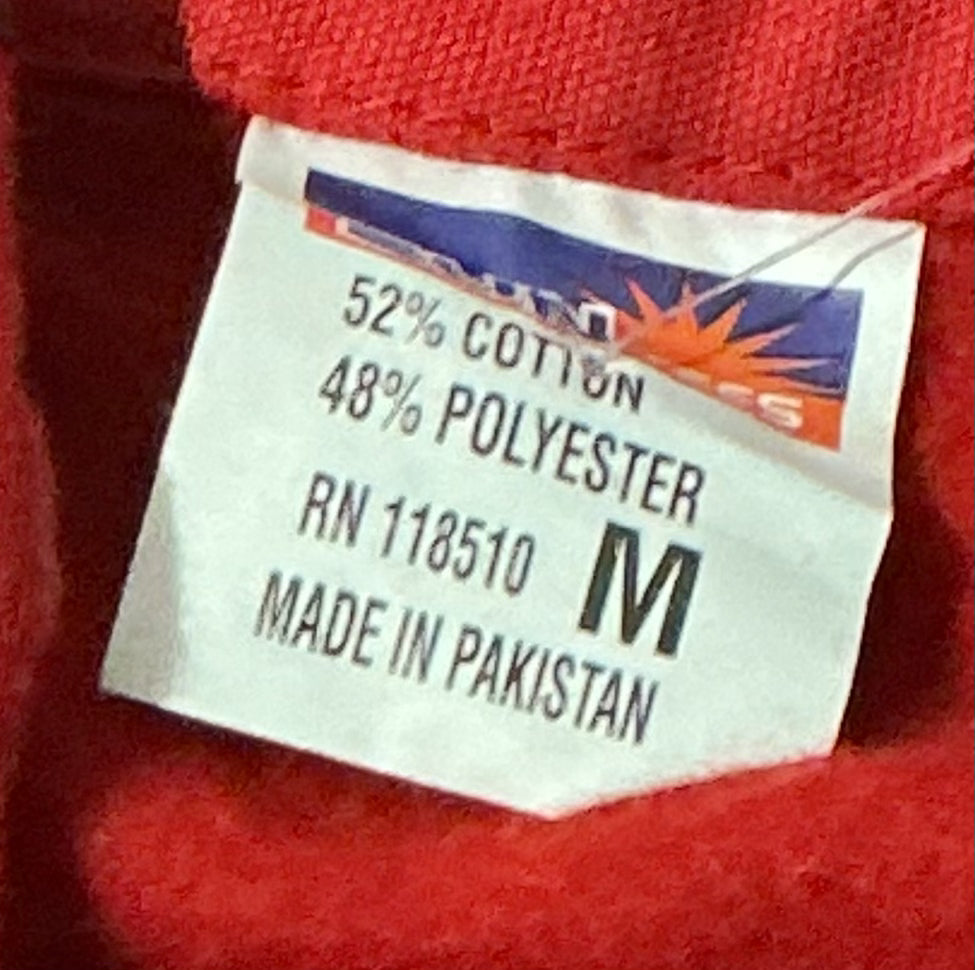 52% COTTON
48% POLYESTER
RN 118510
M
MADE IN PAKISTAN